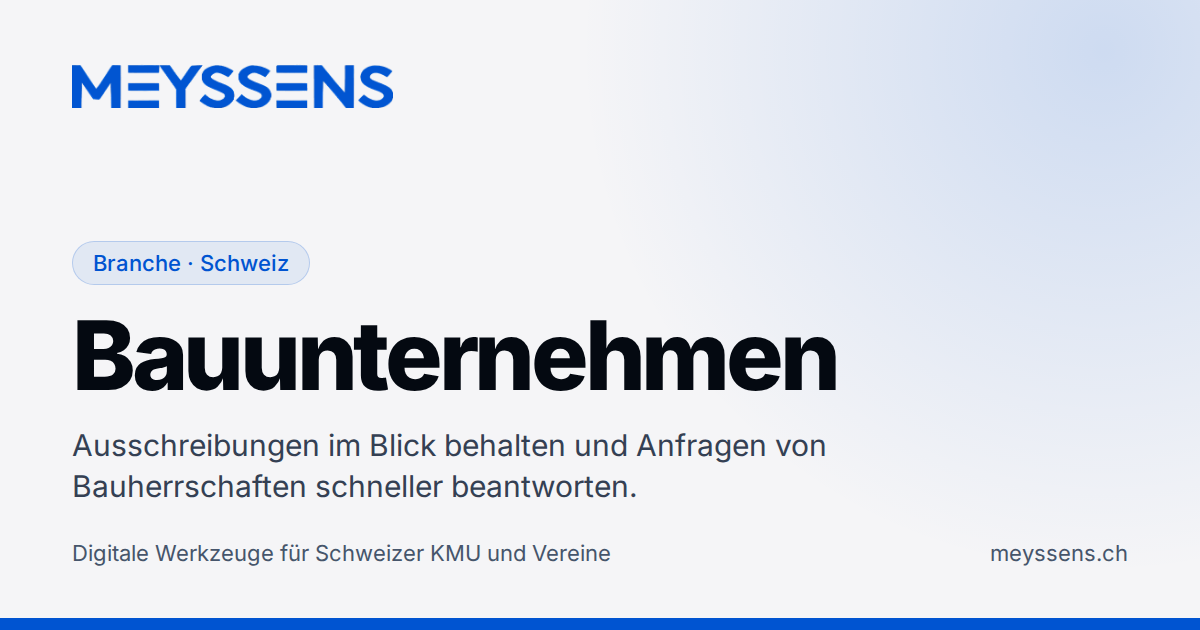 MEYSSENS
Branche · Schweiz
Bauunternehmen
Ausschreibungen im Blick behalten und Anfragen von
Bauherrschaften schneller beantworten.
Digitale Werkzeuge für Schweizer KMU und Vereine
meyssens.ch